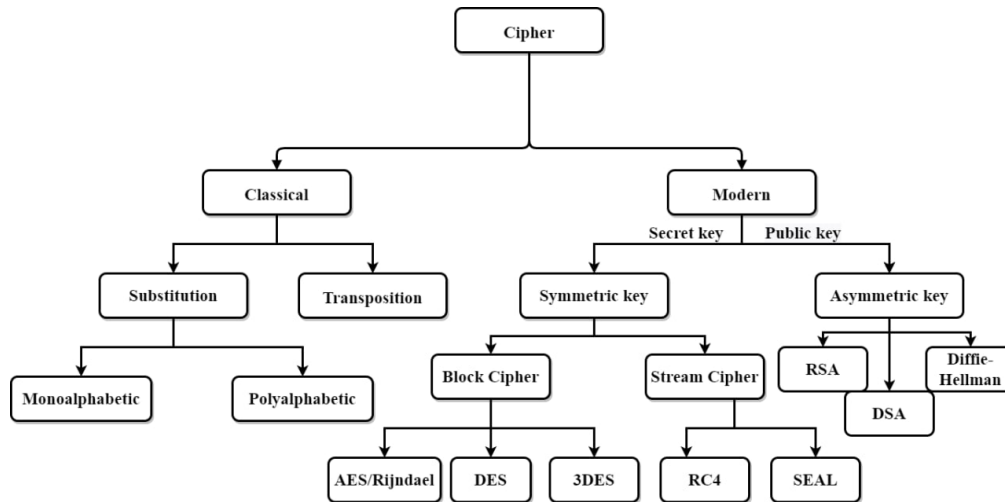 Cipher
Classical
Modern
Secret key
Public key
Substitution
Transposition
Symmetric key
Asymmetric key
Monoalphabetic
Polyalphabetic
Block Cipher
Stream Cipher
RSA
Diffie-
Hellman
DSA
AES/Rijndael
DES
3DES
RC4
SEAL